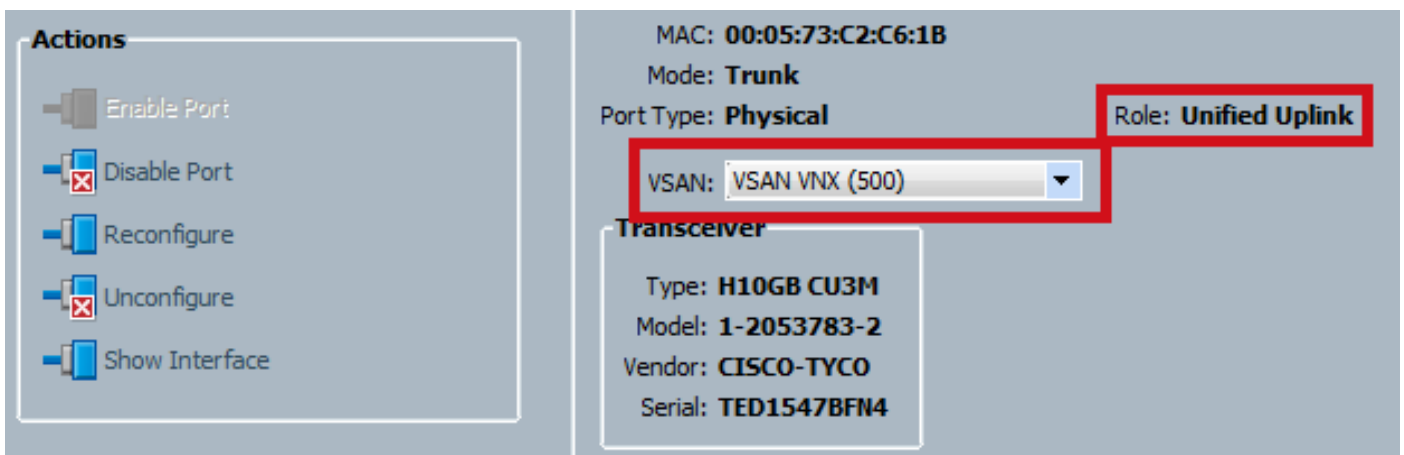 Actions
Enable Port
Disable Port
Reconfigure
Unconfigure
Show Interface
MAC: 00:05:73:C2:C6:1B
Mode: Trunk
Port Type: Physical
Role: Unified Uplink
VSAN: VSAN VNX (500)
Transceiver
Type: H10GB CU3M
Model: 1-2053783-2
Vendor: CISCO-TYCO
Serial: TED1547BFN4